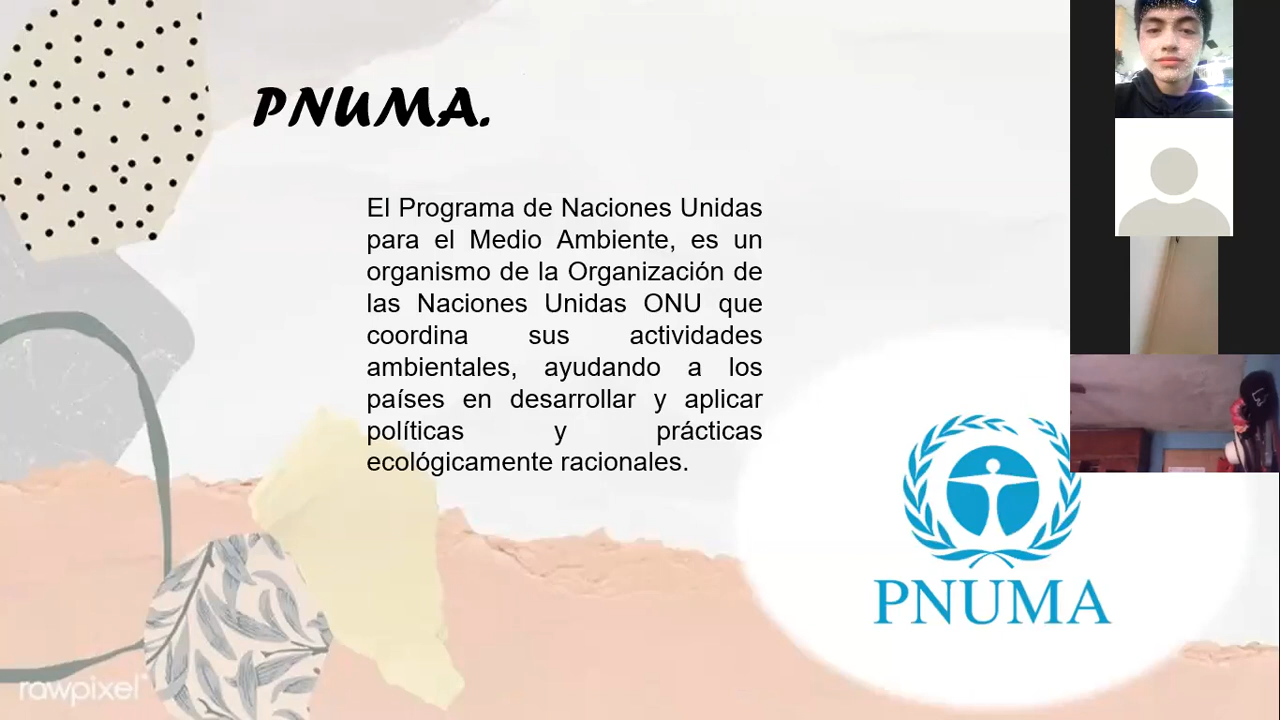 PNUMA.
El Programa de Naciones Unidas
para el Medio Ambiente, es un
organismo de la Organización de
las Naciones Unidas ONU que
coordina sus actividades
ambientales, ayudando a los
países en desarrollar y aplicar
políticas y prácticas
ecológicamente racionales.
PNUMA
rawpixel